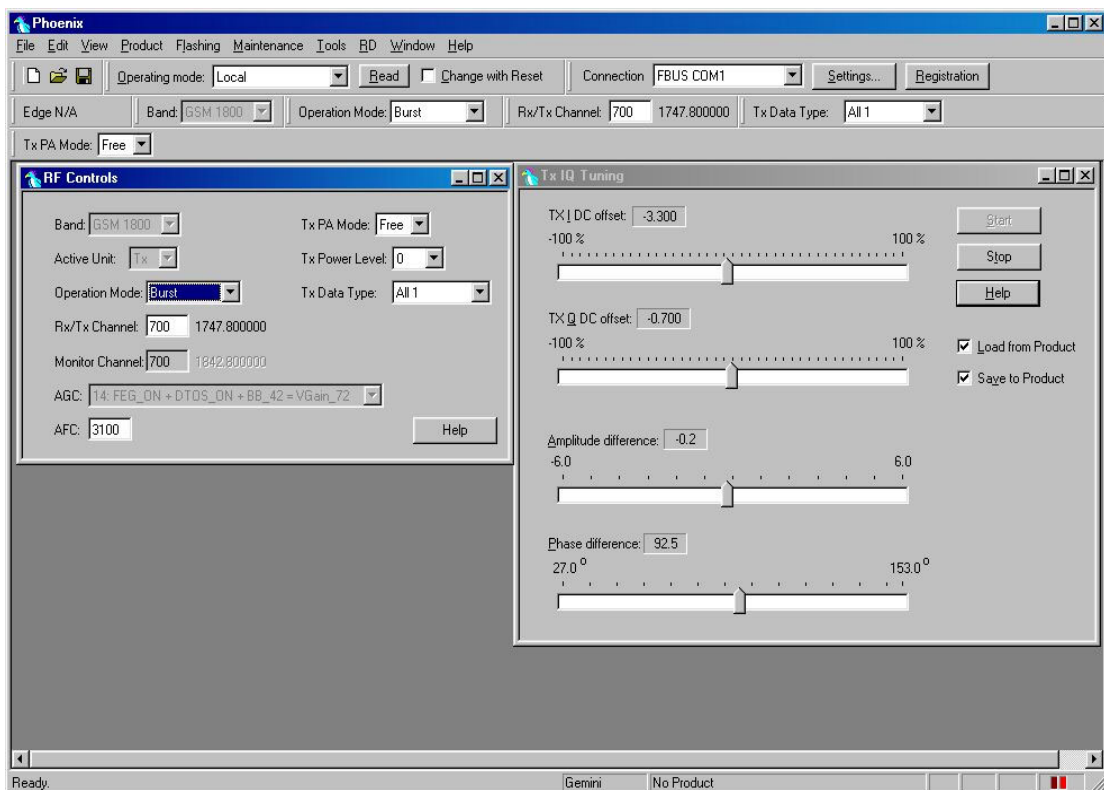 Phoenix
File Edit View Product Flashing Maintenance Tools RD Window Help
Operating mode: Local Read Change with Reset Connection FBUS COM1 Settings... Registration
Edge N/A Band: GSM 1800 Operation Mode: Burst Rx/Tx Channel: 700 1747.800000 Tx Data Type: All 1
Tx PA Mode: Free
RF Controls
Band: GSM 1800 Tx PA Mode: Free
Active Unit: Tx Tx Power Level: 0
Operation Mode: Burst Tx Data Type: All 1
Rx/Tx Channel: 700 1747.800000
Monitor Channel: 700 1842.800000
AGC: 14: FEG_ON + DTOS_ON + BB_42 = VGain_72
AFC: 3100 Help
Tx IQ Tuning
TX I DC offset: -3.300
-100 % 100 %
Start
Stop
Help
TX Q DC offset: -0.700
-100 % 100 %
Load from Product
Save to Product
Amplitude difference: -0.2
-6.0 6.0
Phase difference: 92.5
27.0 o 153.0 o
Ready. Gemini No Product